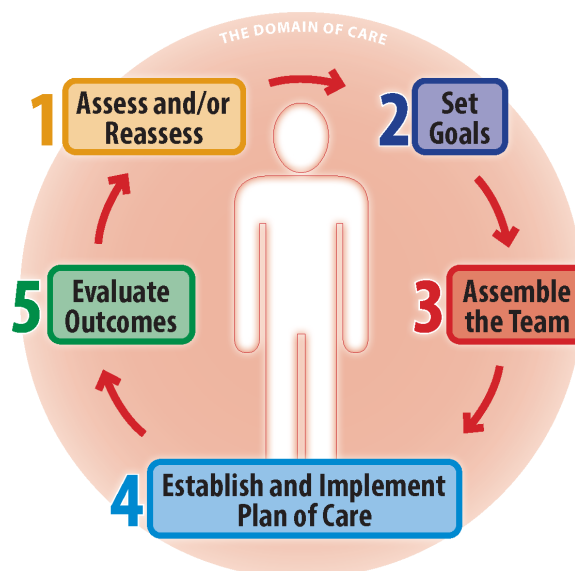 THE DOMAIN OF CARE
1 Assess and/or
Reassess
2 Set
Goals
3 Assemble
the Team
4 Establish and Implement
Plan of Care
5 Evaluate
Outcomes